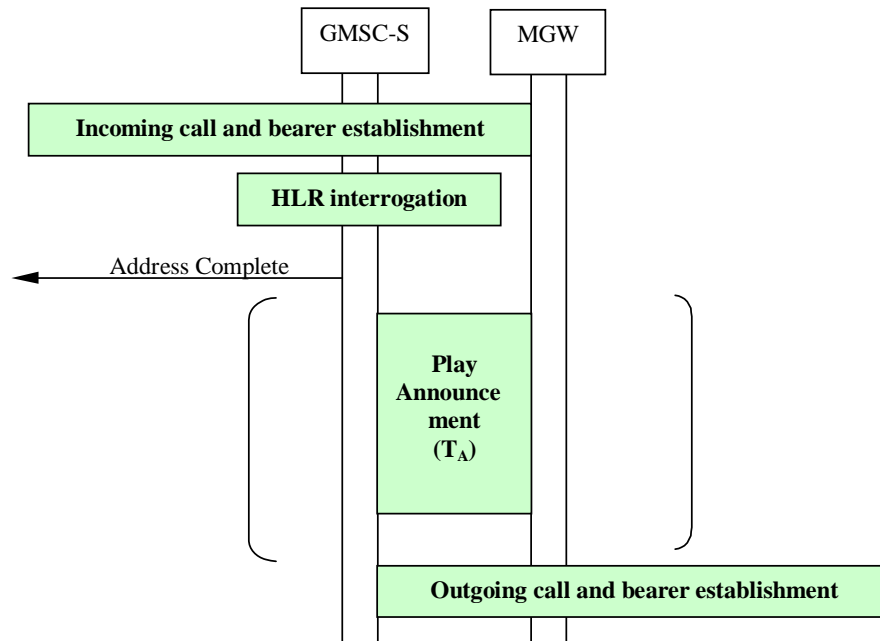 GMSC-S
MGW
Incoming call and bearer establishment
HLR interrogation
Address Complete
Play
Announce
ment
(TA)
Outgoing call and bearer establishment